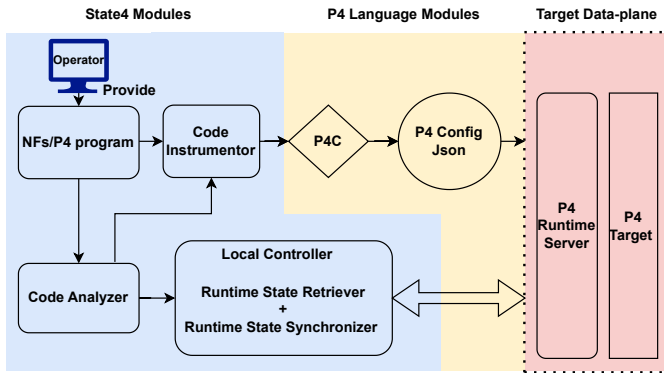 State4 Modules
P4 Language Modules
Target Data-plane
Operator
Provide
NFs/P4 program
Code
Instrumentor
P4C
P4 Config
Json
P4
Runtime
Server
P4
Target
Code Analyzer
Local Controller
Runtime State Retriever
+
Runtime State Synchronizer